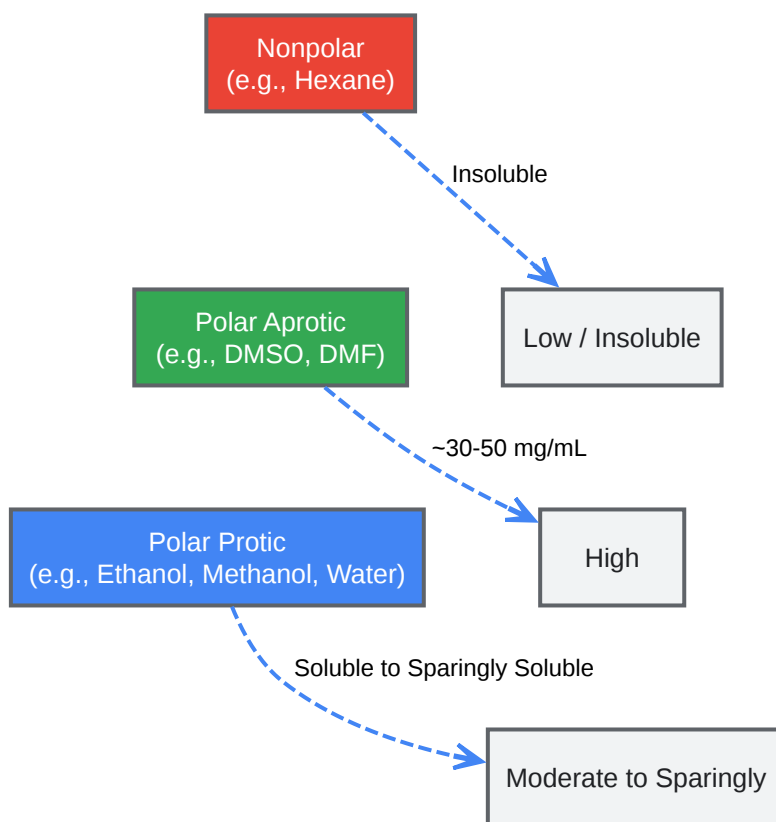 Nonpolar
(e.g., Hexane)
Insoluble
Polar Aprotic
(e.g., DMSO, DMF)
Low / Insoluble
~30-50 mg/mL
Polar Protic
(e.g., Ethanol, Methanol, Water)
High
Soluble to Sparingly Soluble
Moderate to Sparingly